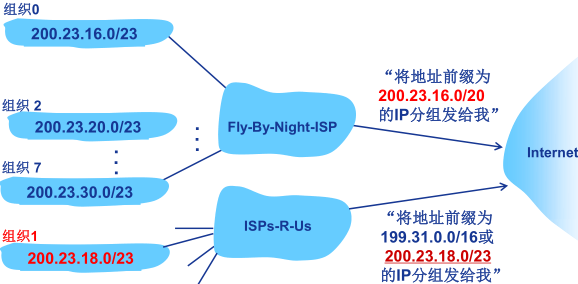 组织0
200.23.16.0/23
组织 2
200.23.20.0/23
组织 7
200.23.30.0/23
组织1
200.23.18.0/23
Fly-By-Night-ISP
ISPs-R-Us
“将地址前缀为
200.23.16.0/20
的IP分组发给我”
Internet
“将地址前缀为
199.31.0.0/16或
200.23.18.0/23
的IP分组发给我”